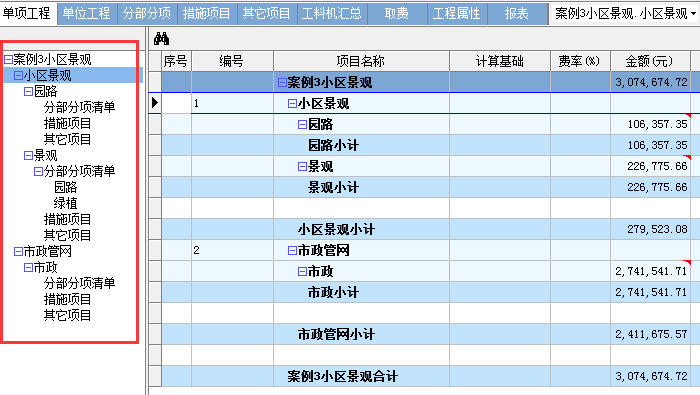 单项工程 单位工程 分部分项 措施项目 其它项目 工料机汇总 取费 工程属性 报表 案例3小区景观. 小区景观
案例3小区景观
小区景观
园路
分部分项清单
措施项目
其它项目
景观
分部分项清单
园路
绿植
措施项目
其它项目
市政管网
市政
分部分项清单
措施项目
其它项目
序号 编号 项目名称 计算基础 费率(%) 金额(元)
案例3小区景观 3,074,674.72
1 小区景观
园路 106,357.35
园路小计 106,357.35
景观 226,775.66
景观小计 226,775.66
小区景观小计 279,523.08
2 市政管网
市政 2,741,541.71
市政小计 2,741,541.71
市政管网小计 2,411,675.57
案例3小区景观合计 3,074,674.72